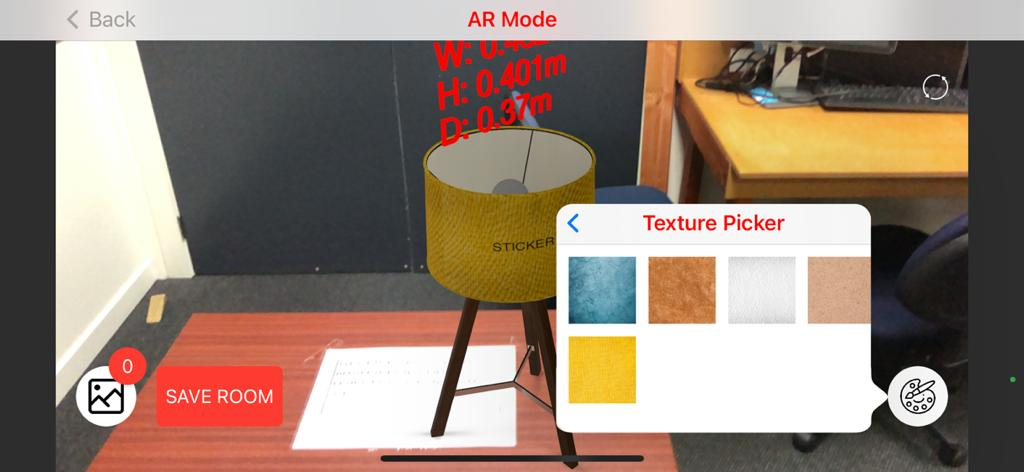 Back
AR Mode
W:
H: 0.401m
D: 0.37m
STICKER
Texture Picker
0
SAVE ROOM